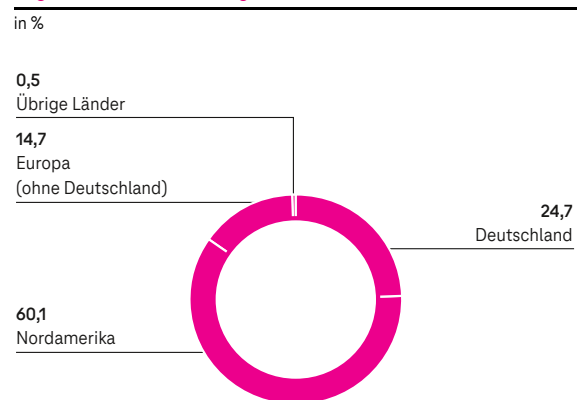 in %
0,5
Übrige Länder
14,7
Europa
(ohne Deutschland)
24,7
Deutschland
60,1
Nordamerika